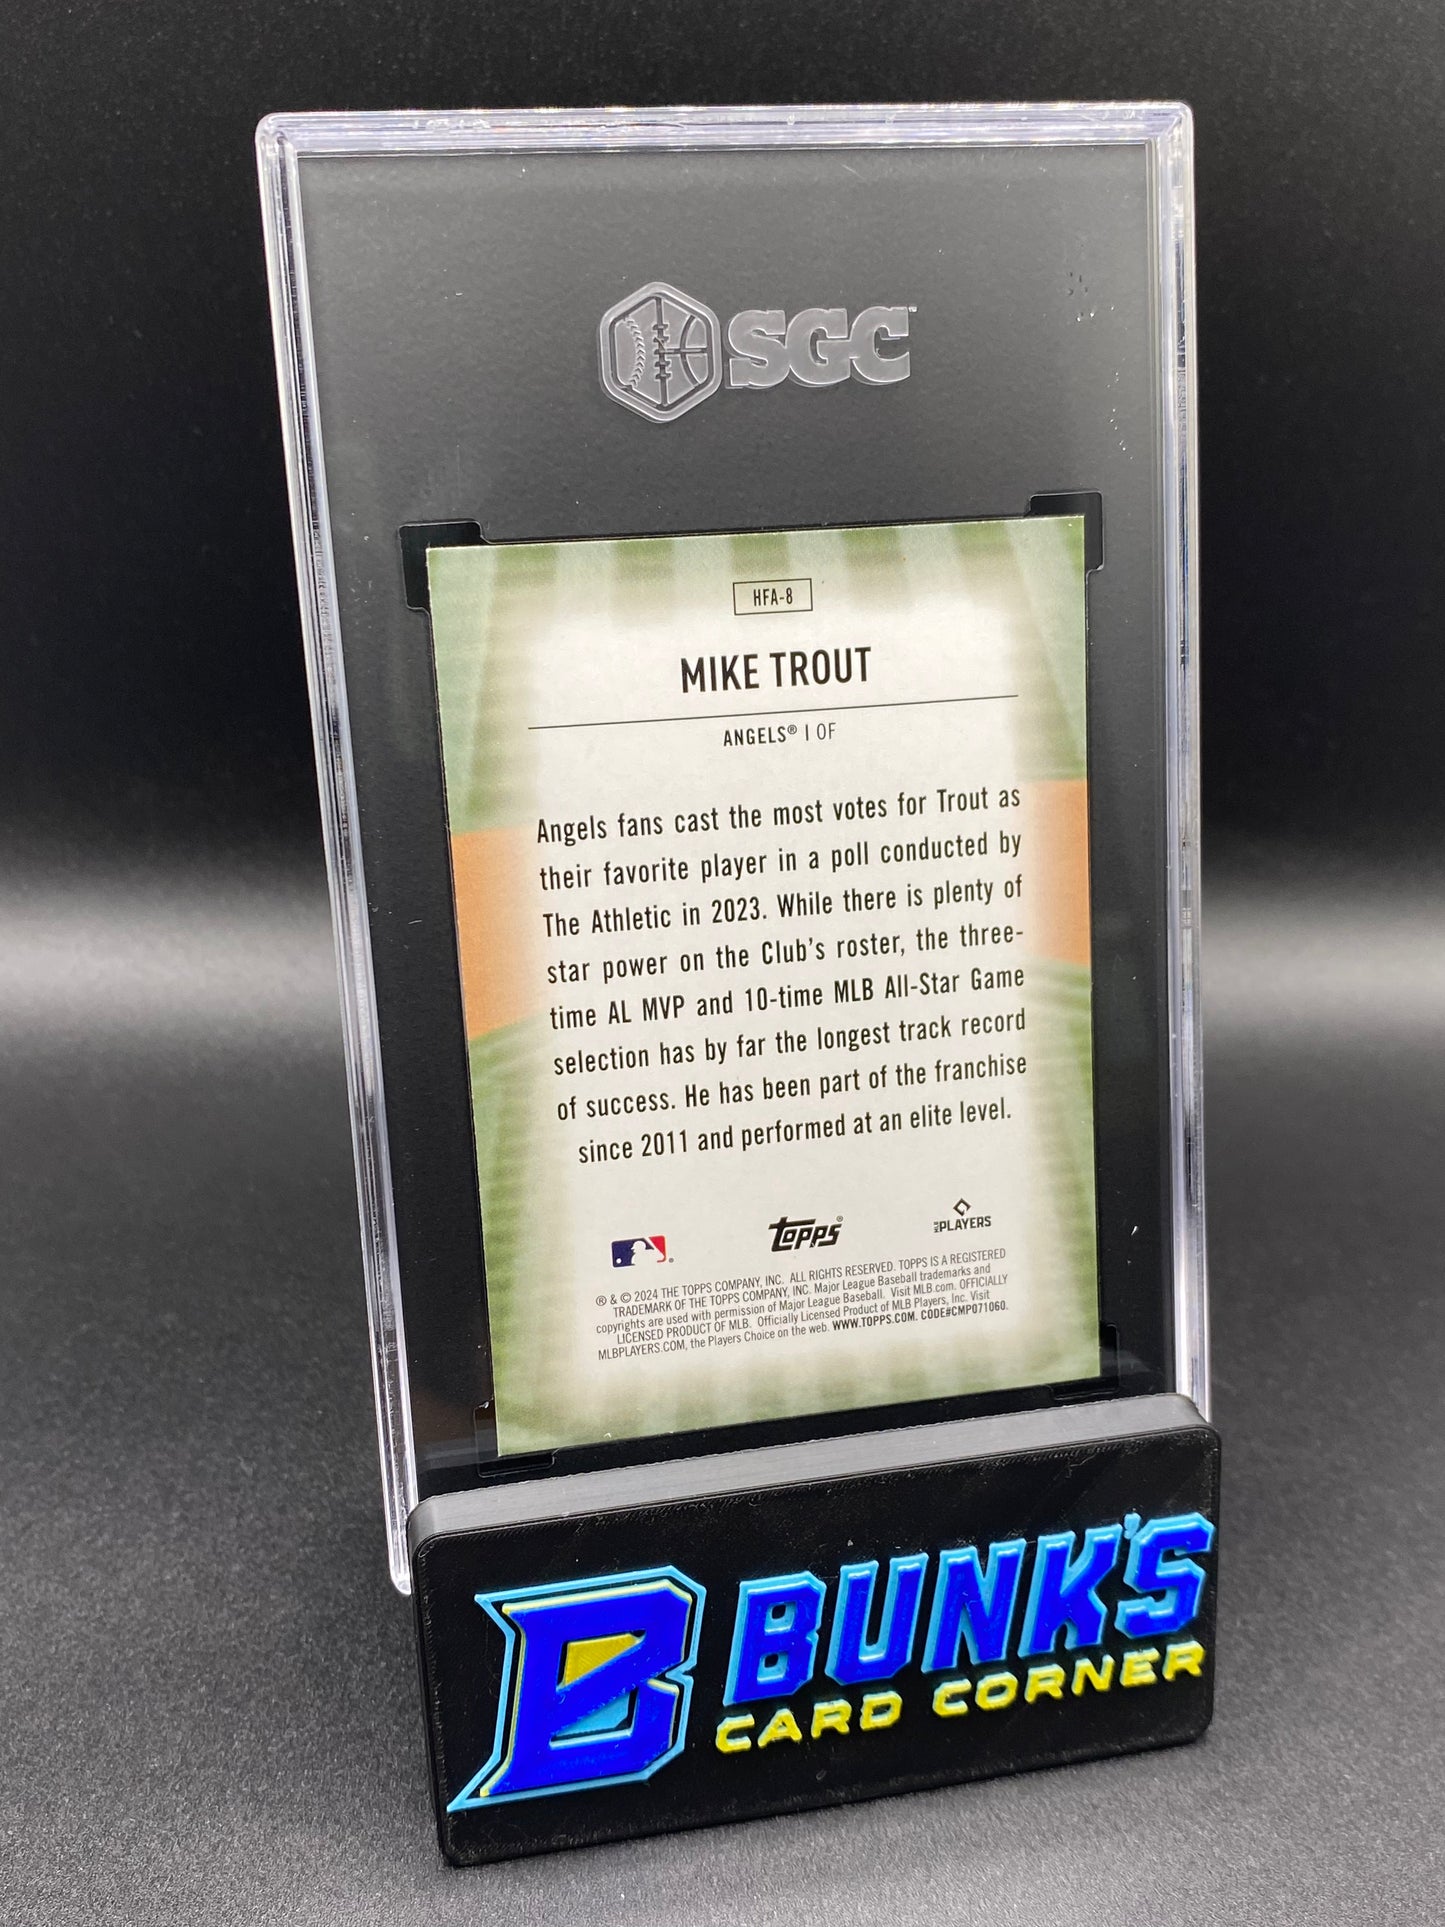 SGC™
HFA-8
MIKE TROUT
ANGELS® | OF
Angels fans cast the most votes for Trout as
their favorite player in a poll conducted by
The Athletic in 2023. While there is plenty of
star power on the Club's roster, the three-
time AL MVP and 10-time MLB All-Star Game
selection has by far the longest track record
of success. He has been part of the franchise
since 2011 and performed at an elite level.
Topps®
MLB PLAYERS
® & © 2024 THE TOPPS COMPANY, INC. ALL RIGHTS RESERVED. TOPPS IS A REGISTERED
TRADEMARK OF THE TOPPS COMPANY, INC. Major League Baseball trademarks and
copyrights are used with permission of Major League Baseball. Visit MLB.com. OFFICIALLY
LICENSED PRODUCT OF MLB. Officially Licensed Product of MLB Players, Inc. Visit
MLBPLAYERS.COM, the Players Choice on the web. WWW.TOPPS.COM. CODE#CMP071060.
B BUNK'S
CARD CORNER